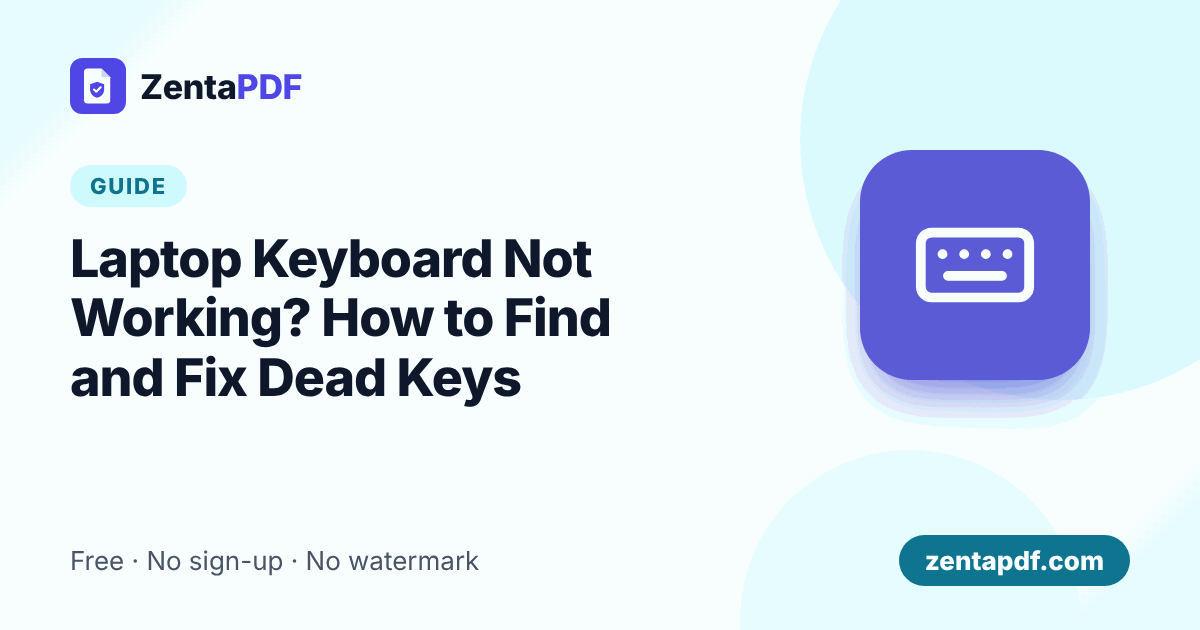 ZentaPDF
GUIDE
Laptop Keyboard Not
Working? How to Find
and Fix Dead Keys
Free · No sign-up · No watermark
zentapdf.com